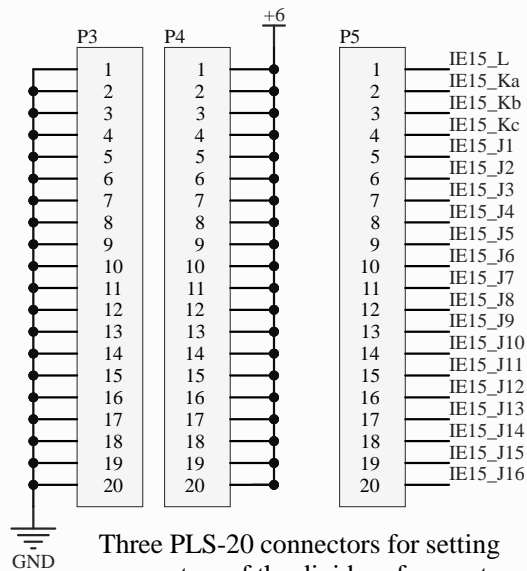 +6
P3 P4 P5
1 1 1 IE15_L
2 2 2 IE15_Ka
3 3 3 IE15_Kb
4 4 4 IE15_Kc
5 5 5 IE15_J1
6 6 6 IE15_J2
7 7 7 IE15_J3
8 8 8 IE15_J4
9 9 9 IE15_J5
10 10 10 IE15_J6
11 11 11 IE15_J7
12 12 12 IE15_J8
13 13 13 IE15_J9
14 14 14 IE15_J10
15 15 15 IE15_J11
16 16 16 IE15_J12
17 17 17 IE15_J13
18 18 18 IE15_J14
19 19 19 IE15_J15
20 20 20 IE15_J16
GND
Three PLS-20 connectors for setting
of the divider